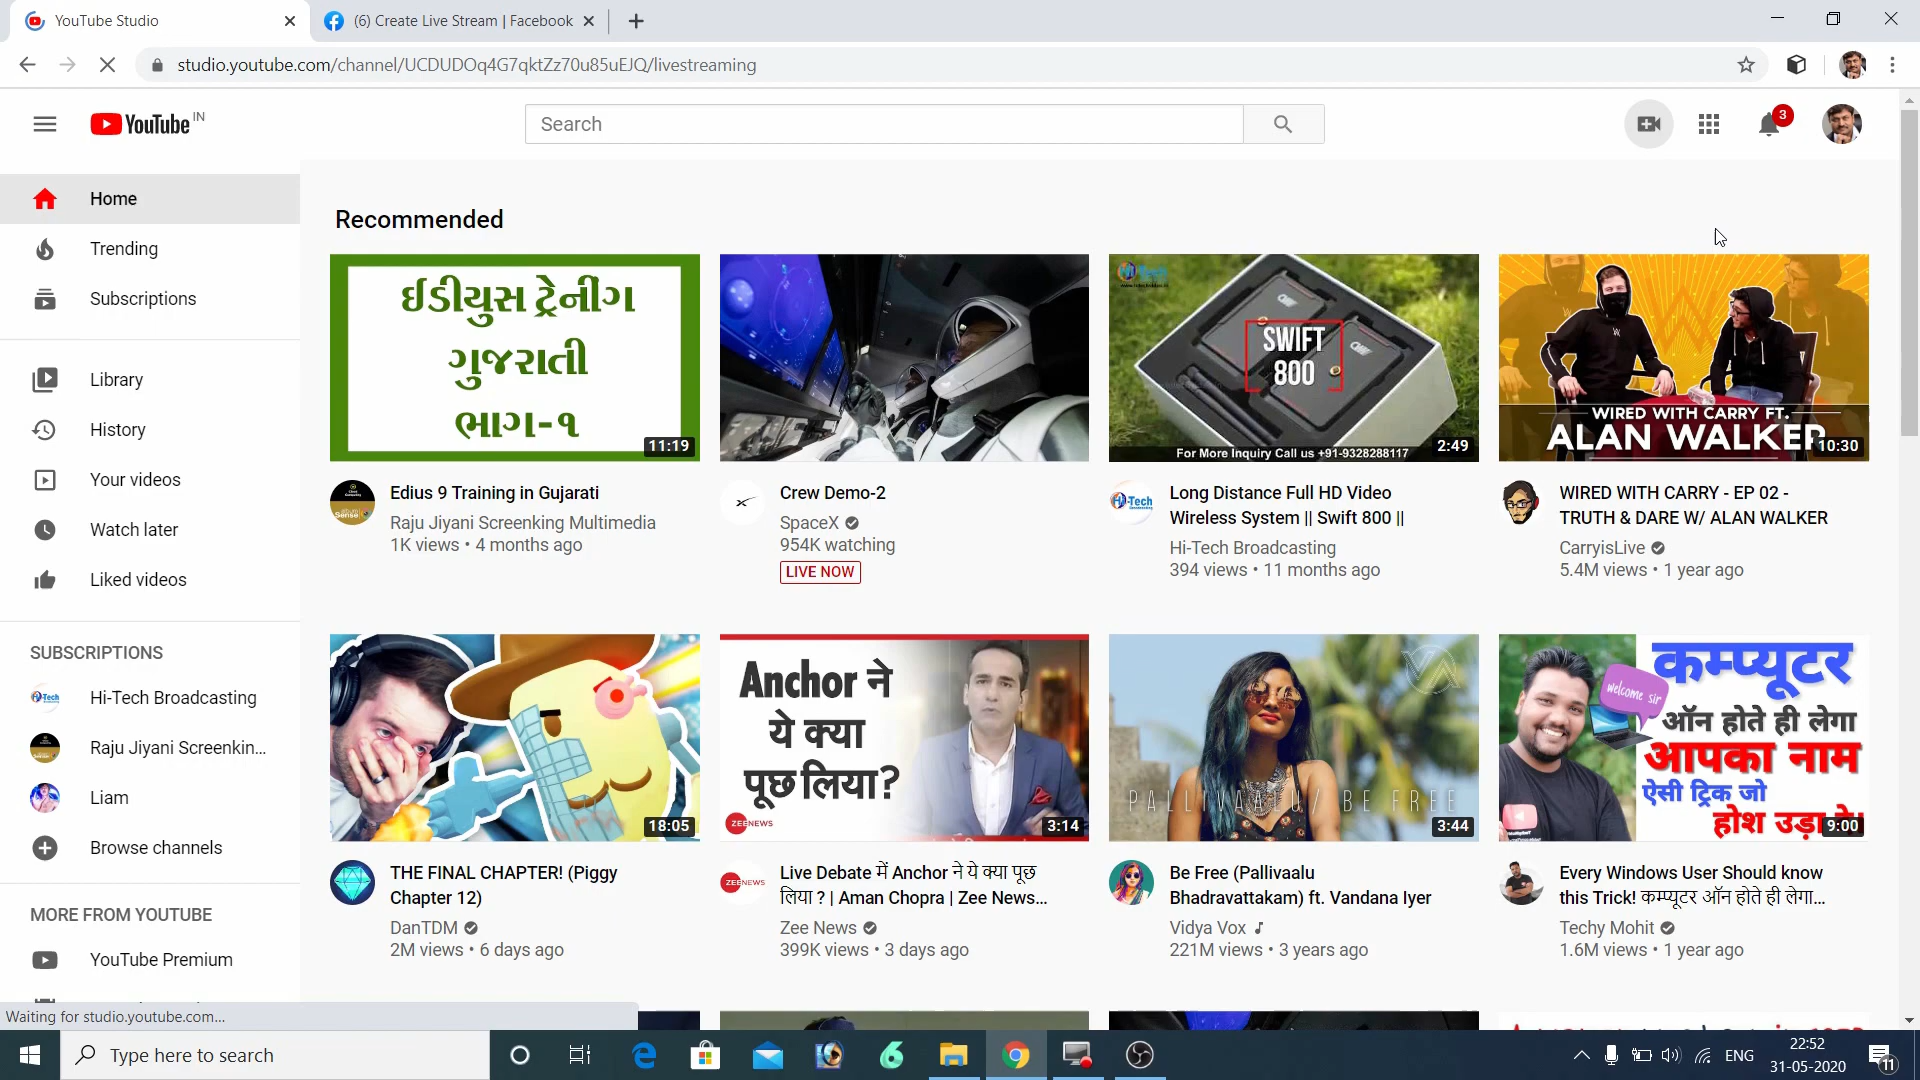 YouTube Studio
(6) Create Live Stream | Facebook
studio.youtube.com/channel/UCDUDOq4G7qktZz70u85uEJQ/livestreaming
YouTube IN
Search
3
Home
Trending
Subscriptions
Library
History
Your videos
Watch later
Liked videos
SUBSCRIPTIONS
Hi-Tech Broadcasting
Raju Jiyani Screenkin...
Liam
Browse channels
MORE FROM YOUTUBE
YouTube Premium
Recommended
ઈડીયુસ ટ્રેનીંગ
ગુજરાતી
ભાગ-૧
11:19
Edius 9 Training in Gujarati
Raju Jiyani Screenking Multimedia
1K views • 4 months ago
Crew Demo-2
SpaceX
954K watching
LIVE NOW
Hi-Tech
SWIFT
800
For More Inquiry Call us +91-9328288117
2:49
Long Distance Full HD Video
Wireless System || Swift 800 ||
Hi-Tech Broadcasting
394 views • 11 months ago
WIRED WITH CARRY FT.
ALAN WALKER
10:30
WIRED WITH CARRY - EP 02 -
TRUTH & DARE W/ ALAN WALKER
CarryisLive
5.4M views • 1 year ago
18:05
THE FINAL CHAPTER! (Piggy
Chapter 12)
DanTDM
2M views • 6 days ago
Anchor ने
ये क्या
पूछ लिया?
ZEE NEWS
3:14
Live Debate में Anchor ने ये क्या पूछ
लिया ? | Aman Chopra | Zee News...
Zee News
399K views • 3 days ago
PALLIVAALU / BE FREE
3:44
Be Free (Pallivaalu
Bhadravattakam) ft. Vandana Iyer
Vidya Vox
221M views • 3 years ago
कम्प्यूटर
welcome sir
ऑन होते ही लेगा
आपका नाम
ऐसी ट्रिक जो
होश उड़ा
9:00
Every Windows User Should know
this Trick! कम्प्यूटर ऑन होते ही लेगा...
Techy Mohit
1.6M views • 1 year ago
Waiting for studio.youtube.com...
Type here to search
ENG
22:52
31-05-2020
11